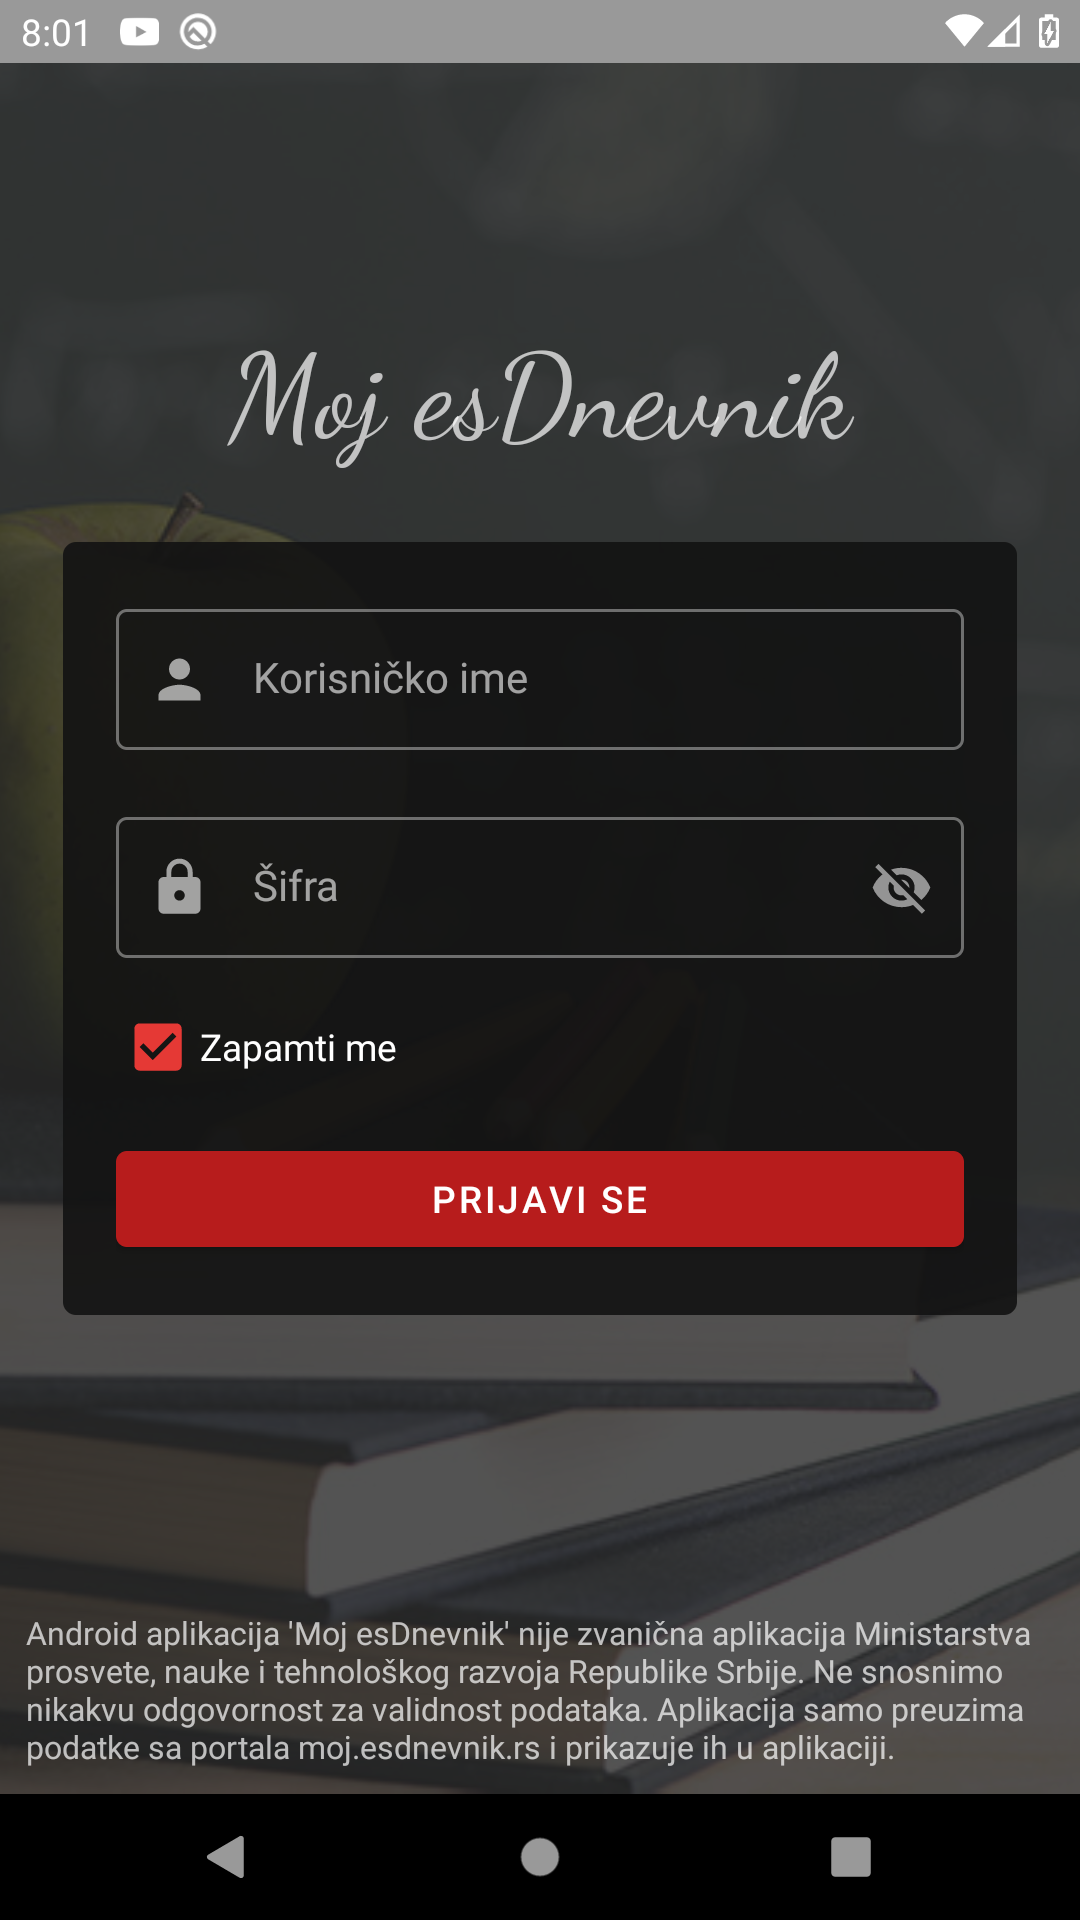 8:01
Moj esDnevnik
Korisničko ime
Šifra
Zapamti me
PRIJAVI SE
Android aplikacija 'Moj esDnevnik' nije zvanična aplikacija Ministarstva
prosvete, nauke i tehnološkog razvoja Republike Srbije. Ne snosnimo
nikakvu odgovornost za validnost podataka. Aplikacija samo preuzima
podatke sa portala moj.esdnevnik.rs i prikazuje ih u aplikaciji.